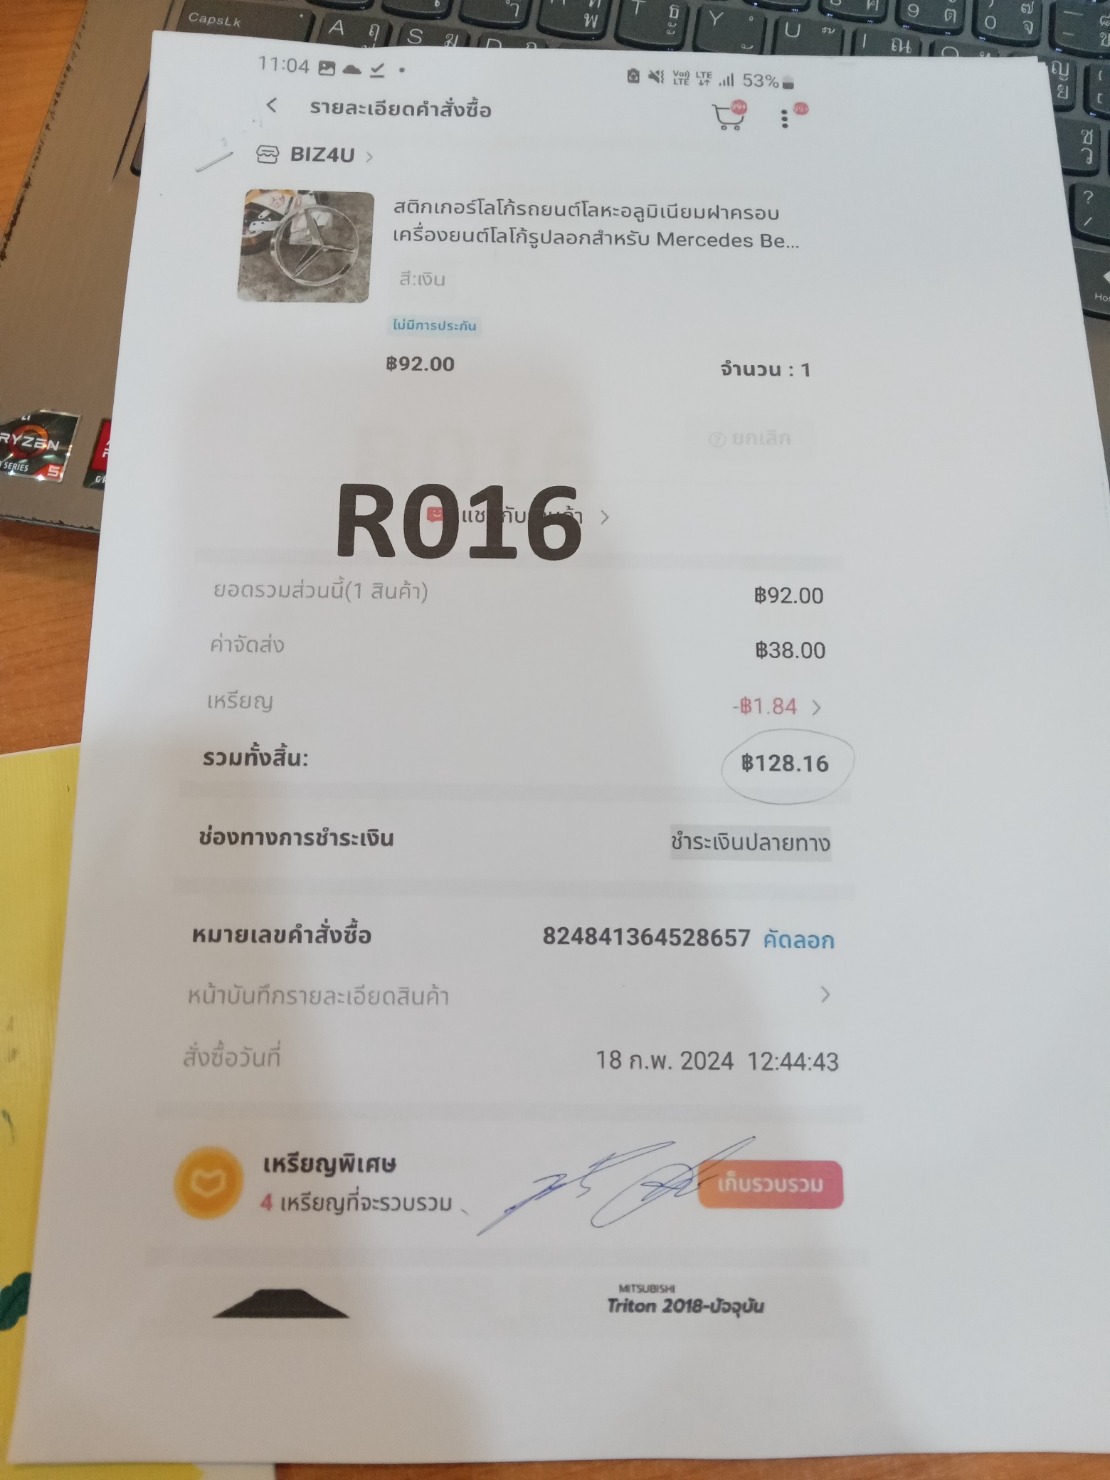 CapsLk
A
S
Y
U
I
RYZEN
SERIES 5
11:04 53%
รายละเอียดคำสั่งซื้อ 99+ 99+
BIZ4U
สติกเกอร์โลโก้รถยนต์โลหะอลูมิเนียมฝาครอบ
เครื่องยนต์โลโก้รูปลอกสำหรับ Mercedes Be...
สี:เงิน
ไม่มีการประกัน
฿92.00 จำนวน : 1
ยกเลิก
R016
ยอดรวมส่วนนี้(1 สินค้า) ฿92.00
ค่าจัดส่ง ฿38.00
เหรียญ -฿1.84
รวมทั้งสิ้น: ฿128.16
ช่องทางการชำระเงิน ชำระเงินปลายทาง
หมายเลขคำสั่งซื้อ 824841364528657 คัดลอก
หน้าบันทึกรายละเอียดสินค้า
สั่งซื้อวันที่ 18 ก.พ. 2024 12:44:43
เหรียญพิเศษ
4 เหรียญที่จะรวบรวม เก็บรวบรวม
MITSUBISHI
Triton 2018-ปัจจุบัน